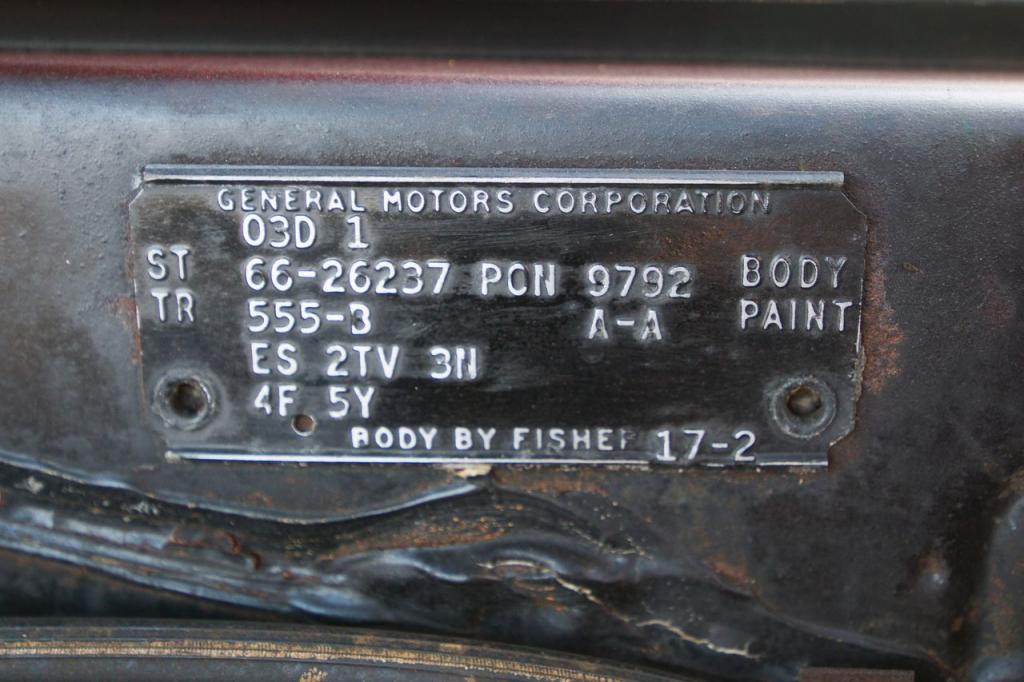 GENERAL MOTORS CORPORATION
03D 1
ST 66-26237 PON 9792 BODY
TR 555-B A-A PAINT
ES 2TV 3N
4F 5Y
BODY BY FISHER 17-2